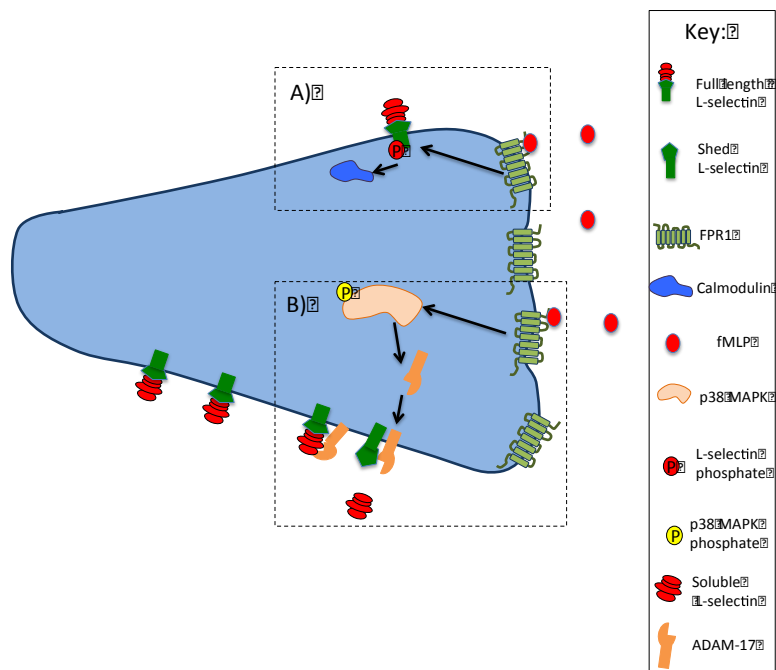 A)⍰
P⍰
B)⍰
P⍰
Key:⍰
Full⍰length⍰
L-selectin⍰
Shed⍰
L-selectin⍰
FPR1⍰
Calmodulin⍰
fMLP⍰
p38⍰MAPK⍰
P⍰
L-selectin⍰
phosphate⍰
P
p38⍰MAPK⍰
phosphate⍰
Soluble⍰
⍰L-selectin⍰
ADAM-17⍰